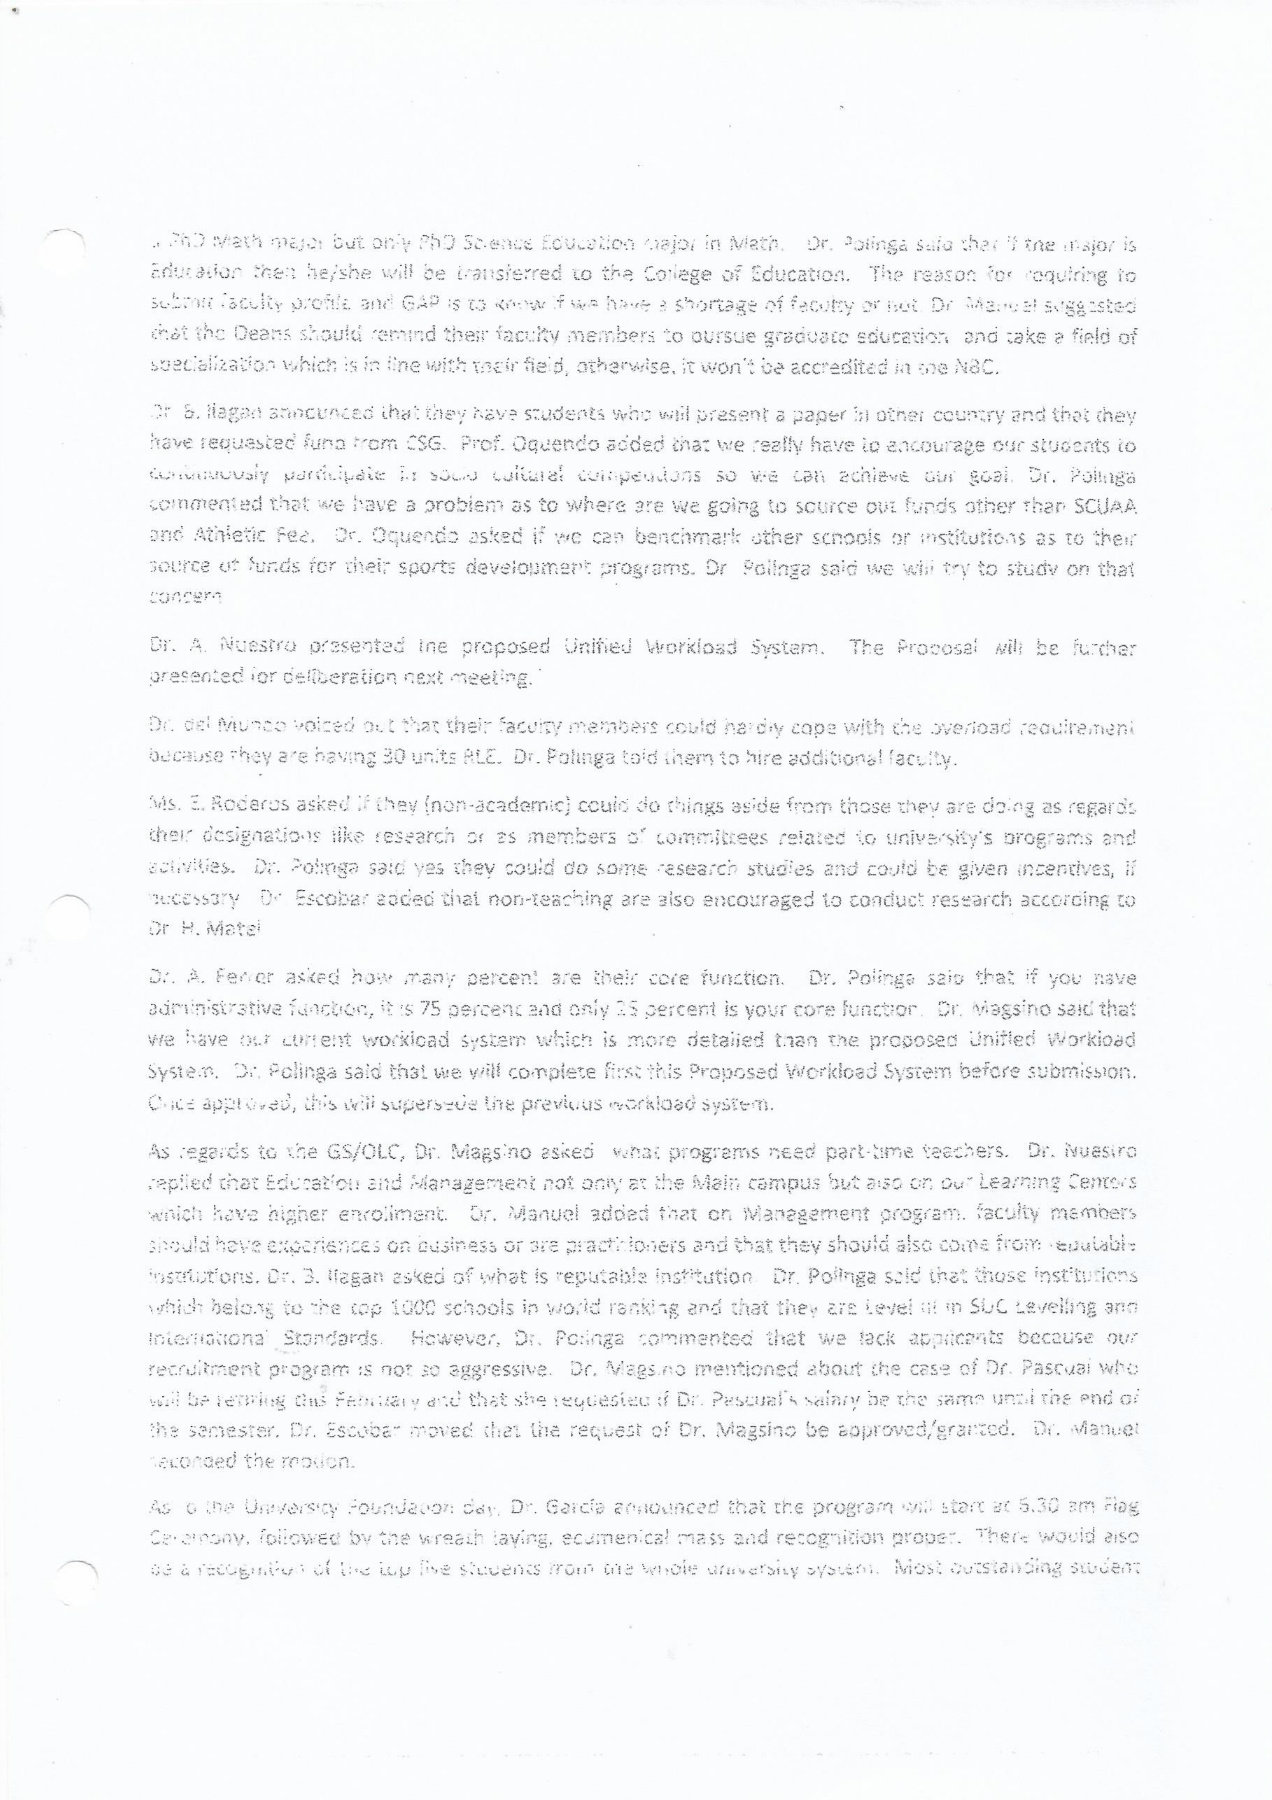 PhD Math major but only PhD Science Education major in Math. Dr. Polinga said that if the major is
Education then he/she will be transferred to the College of Education. The reason for requiring to
submit faculty profile and GAP is to know if we have a shortage of faculty or not. Dr. Manuel suggested
that the Deans should remind their faculty members to pursue graduate education and take a field of
specialization which is in line with their field, otherwise, it won't be accredited in the NBC.
Dr. B. Ilagan announced that they have students who will present a paper in other country and that they
have requested fund from CSG. Prof. Oquendo added that we really have to encourage our students to
continuously participate in socio cultural competitions so we can achieve our goal. Dr. Polinga
commented that we have a problem as to where are we going to source out funds other than SCUAA
and Athletic Fee. Dr. Oquendo asked if we can benchmark other schools or institutions as to their
source of funds for their sports development programs. Dr. Polinga said we will try to study on that
concern
Dr. A. Nuestro presented the proposed Unified Workload System. The Proposal will be further
presented for deliberation next meeting.
Dr. del Mundo voiced out that their faculty members could hardly cope with the overload requirement
because they are having 30 units RLE. Dr. Polinga told them to hire additional faculty.
Ms. E. Roderos asked if they (non-academic) could do things aside from those they are doing as regards
their designations like research or as members of committees related to university's programs and
activities. Dr. Polinga said yes they could do some research studies and could be given incentives, if
necessary. Dr. Escobar added that non-teaching are also encouraged to conduct research according to
Dr. H. Matel
Dr. A. Ferrer asked how many percent are their core function. Dr. Polinga said that if you have
administrative function, it is 75 percent and only 25 percent is your core function. Dr. Magsino said that
we have our current workload system which is more detailed than the proposed Unified Workload
System. Dr. Polinga said that we will complete first this Proposed Workload System before submission.
Once approved, this will supersede the previous workload system.
As regards to the GS/OLC, Dr. Magsino asked what programs need part-time teachers. Dr. Nuestro
replied that Education and Management not only at the Main campus but also on our Learning Centers
which have higher enrollment. Dr. Manuel added that on Management program, faculty members
should have experiences on business or are practitioners and that they should also come from reputable
institutions. Dr. B. Ilagan asked of what is reputable institution. Dr. Polinga said that those institutions
which belong to the top 1000 schools in world ranking and that they are Level III in SUC Levelling and
International Standards. However, Dr. Polinga commented that we lack applicants because our
recruitment program is not so aggressive. Dr. Magsino mentioned about the case of Dr. Pascual who
will be retiring this February and that she requested if Dr. Pascual's salary be the same until the end of
the semester. Dr. Escobar moved that the request of Dr. Magsino be approved/granted. Dr. Manuel
seconded the motion.
As to the University Foundation day, Dr. Garcia announced that the program will start at 6.30 am Flag
Ceremony, followed by the wreath laying, ecumenical mass and recognition proper. There would also
be a recognition of the top five students from the whole university system. Most outstanding student